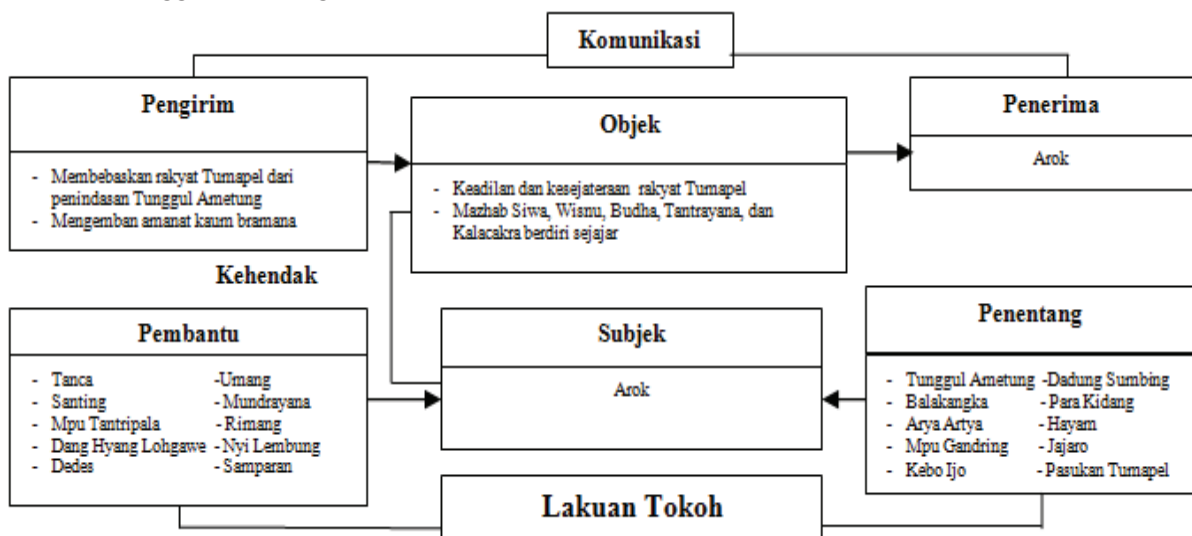 Komunikasi
Pengirim
- Membebaskan rakyat Tumapel dari
penindasan Tunggul Ametung
- Mengemban amanat kaum bramana
Objek
- Keadilan dan kesejateraan rakyat Tumapel
- Mazhab Siwa, Wisnu, Budha, Tantrayana, dan
Kalacakra berdiri sejajar
Penerima
Arok
Kehendak
Pembantu
- Tanca -Umang
- Santing - Mundrayana
- Mpu Tantripala - Rimang
- Dang Hyang Lohgawe - Nyi Lembung
- Dedes - Samparan
Subjek
Arok
Penentang
- Tunggul Ametung -Dadung Sumbing
- Balakangka - Para Kidang
- Arya Artya - Hayam
- Mpu Gandring - Jajaro
- Kebo Ijo - Pasukan Tumapel
Lakuan Tokoh